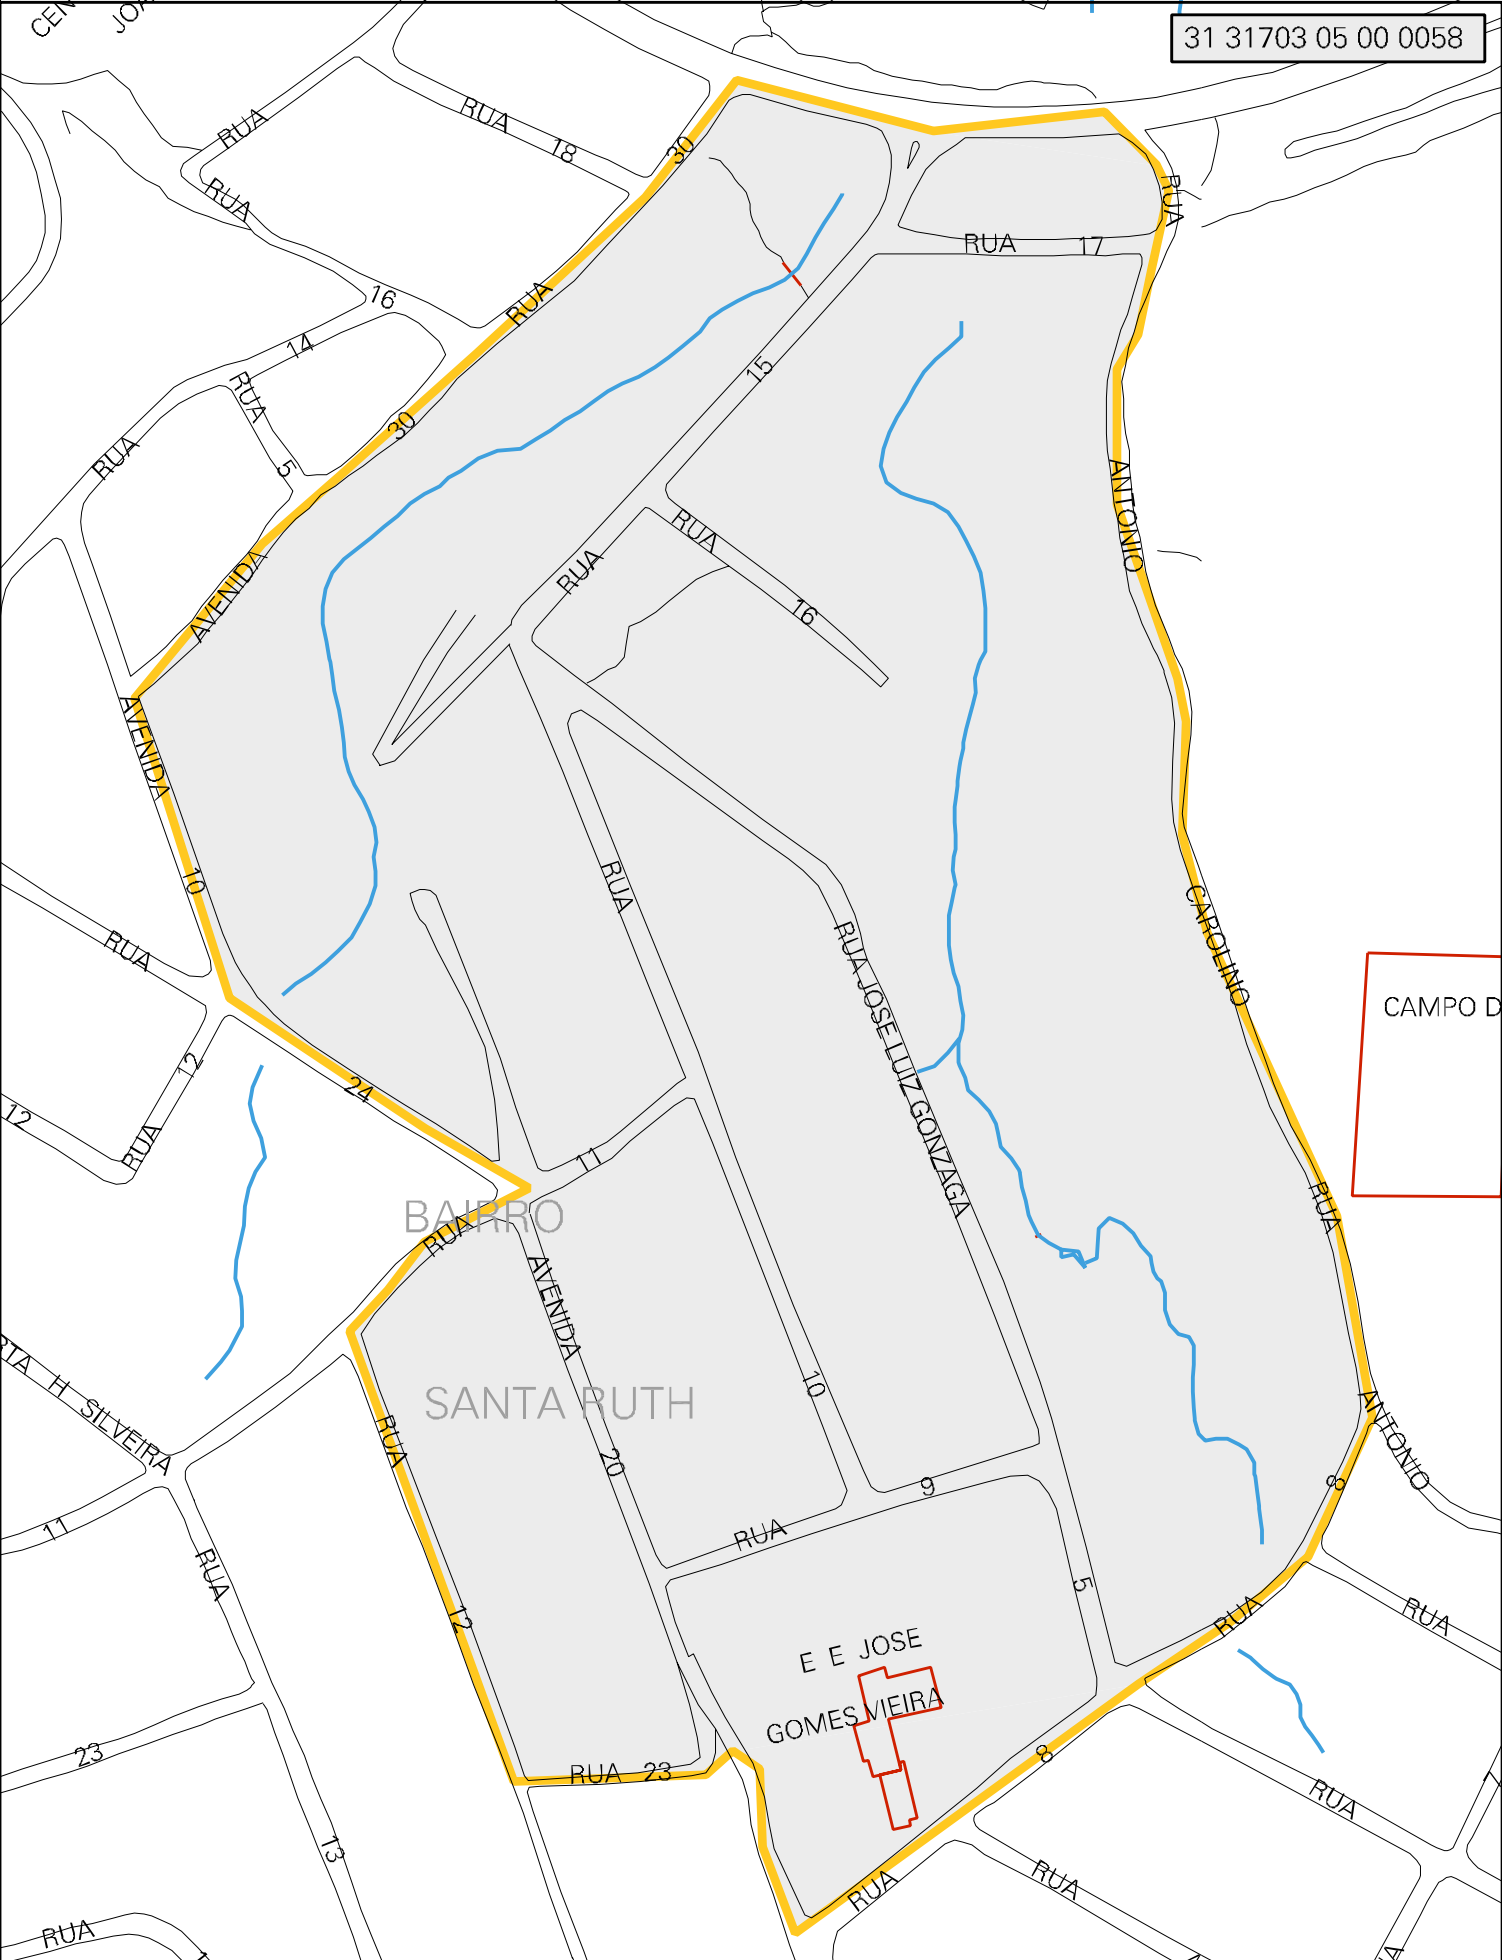 CEN
31 31703 05 00 0058
RUA
RUA
18
30
RUA
RUA
RUA
17
16
RUA
14
15
RUA
30
RUA
5
ANTONIO
RUA
RUA
16
AVENIDA
AVENIDA
10
RUA
CAROLINO
RUA
RUA JOSE LUIZ GONZAGA
CAMPO D
12
24
12
RUA
11
RUA
BAIRRO
RUA
AVENIDA
RTA H SILVEIRA
SANTA RUTH
10
ANTONIO
RUA
20
9
8
11
RUA
RUA
5
12
RUA
RUA
E E JOSE
GOMES VIEIRA
23
RUA 23
8
RUA
13
RUA
RUA
RUA